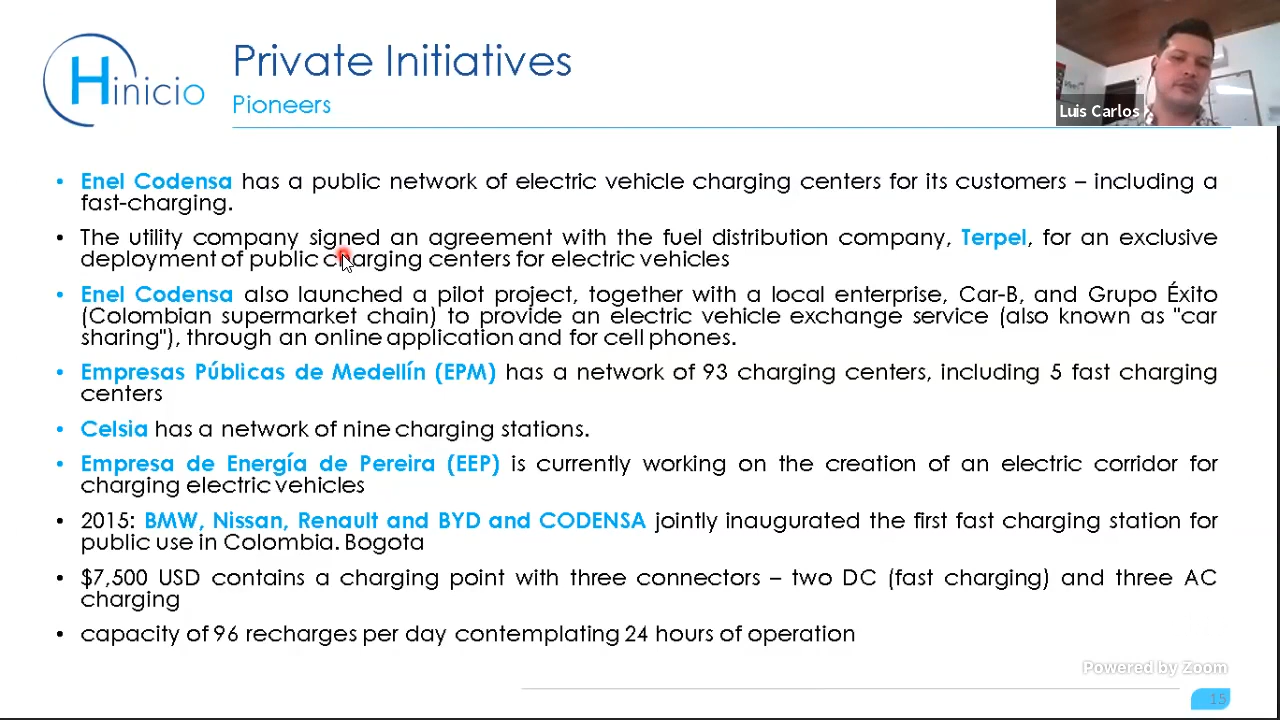 Hinicio
Private Initiatives
Pioneers
Luis Carlos
• Enel Codensa has a public network of electric vehicle charging centers for its customers – including a
fast-charging.
• The utility company signed an agreement with the fuel distribution company, Terpel, for an exclusive
deployment of public charging centers for electric vehicles
• Enel Codensa also launched a pilot project, together with a local enterprise, Car-B, and Grupo Éxito
(Colombian supermarket chain) to provide an electric vehicle exchange service (also known as "car
sharing"), through an online application and for cell phones.
• Empresas Públicas de Medellín (EPM) has a network of 93 charging centers, including 5 fast charging
centers
• Celsia has a network of nine charging stations.
• Empresa de Energía de Pereira (EEP) is currently working on the creation of an electric corridor for
charging electric vehicles
• 2015: BMW, Nissan, Renault and BYD and CODENSA jointly inaugurated the first fast charging station for
public use in Colombia. Bogota
• $7,500 USD contains a charging point with three connectors – two DC (fast charging) and three AC
charging
• capacity of 96 recharges per day contemplating 24 hours of operation
Powered by Zoom
15